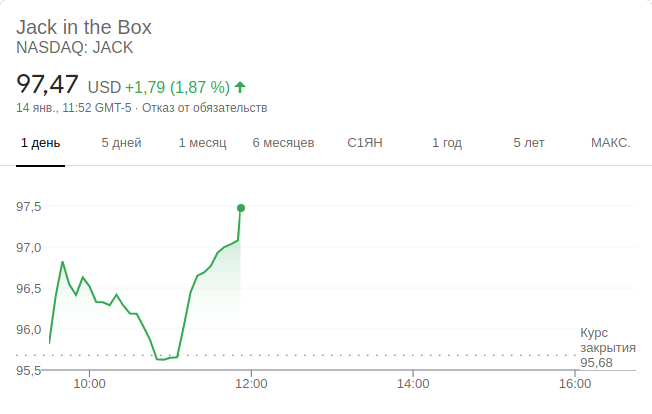 Jack in the Box
NASDAQ: JACK
97,47 USD +1,79 (1,87 %)
14 янв., 11:52 GMT-5 · Отказ от обязательств
1 день 5 дней 1 месяц 6 месяцев С1ЯН 1 год 5 лет МАКС.
97,5
97,0
96,5
96,0
Курс
закрытия
95,68
95,5
10:00 12:00 14:00 16:00